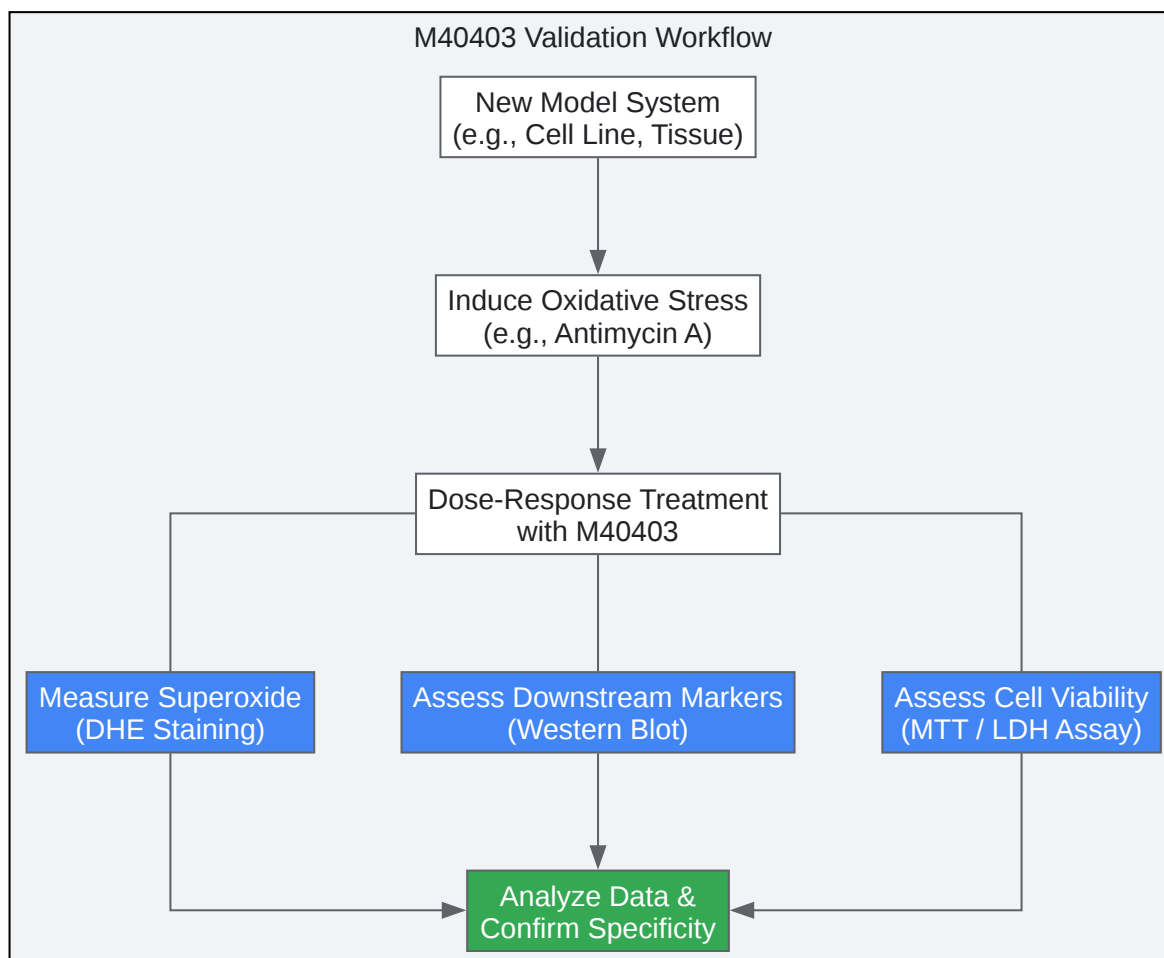 M40403 Validation Workflow
New Model System
(e.g., Cell Line, Tissue)
Induce Oxidative Stress
(e.g., Antimycin A)
Dose-Response Treatment
with M40403
Measure Superoxide
(DHE Staining)
Assess Downstream Markers
(Western Blot)
Assess Cell Viability
(MTT / LDH Assay)
Analyze Data &
Confirm Specificity